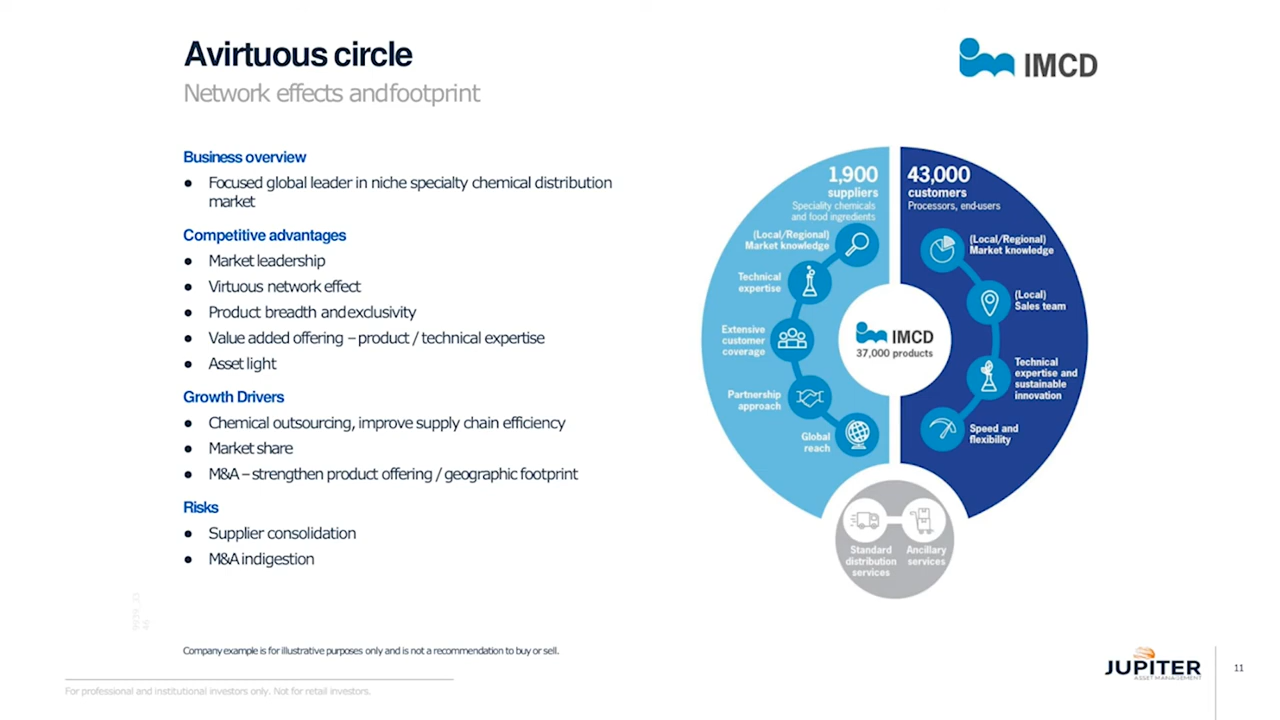 Avirtuous circle
Network effects andfootprint
IMCD
Business overview
● Focused global leader in niche specialty chemical distribution
market
Competitive advantages
● Market leadership
● Virtuous network effect
● Product breadth andexclusivity
● Value added offering – product / technical expertise
● Asset light
Growth Drivers
● Chemical outsourcing, improve supply chain efficiency
● Market share
● M&A – strengthen product offering / geographic footprint
Risks
● Supplier consolidation
● M&A indigestion
1,900
suppliers
Speciality chemicals
and food ingredients
(Local/Regional)
Market knowledge
Technical
expertise
Extensive
customer
coverage
Partnership
approach
Global
reach
43,000
customers
Processors, end-users
(Local/Regional)
Market knowledge
(Local)
Sales team
Technical
expertise and
sustainable
innovation
Speed and
flexibility
IMCD
37,000 products
Standard
distribution
services
Ancillary
services
Company example is for illustrative purposes only and is not a recommendation to buy or sell.
For professional and institutional investors only. Not for retail investors.
JUPITER
ASSET MANAGEMENT
11